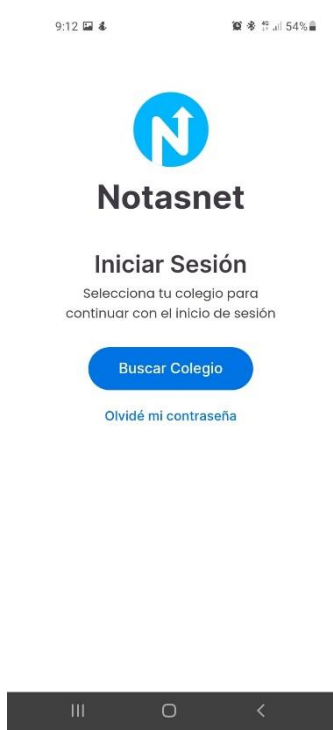 9:12
54%
Notasnet
Iniciar Sesión
Selecciona tu colegio para
continuar con el inicio de sesión
Buscar Colegio
Olvidé mi contraseña